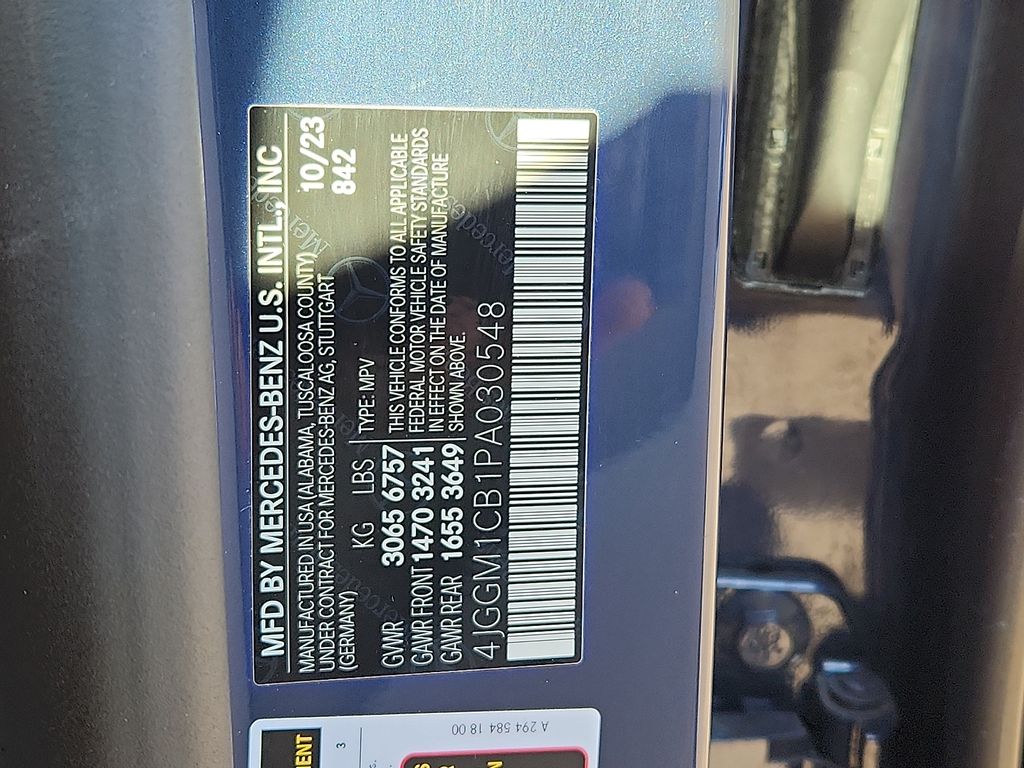 MFD BY MERCEDES-BENZ U.S. INTL., INC
MANUFACTURED IN USA (ALABAMA, TUSCALOOSA COUNTY) 10/23
UNDER CONTRACT FOR MERCEDES-BENZ AG, STUTTGART 842
(GERMANY)
KG LBS TYPE: MPV
GVWR 3065 6757 THIS VEHICLE CONFORMS TO ALL APPLICABLE
GAWR FRONT 1470 3241 FEDERAL MOTOR VEHICLE SAFETY STANDARDS
IN EFFECT ON THE DATE OF MANUFACTURE
GAWR REAR 1655 3649 SHOWN ABOVE.
4JGGM1CB1PA030548
A 294 584 18 00
3